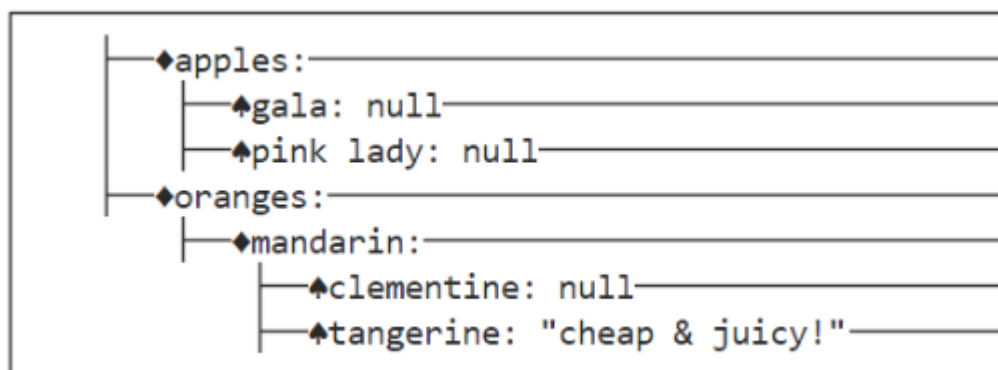 ♦apples:
♠gala: null
♠pink lady: null
♦oranges:
♦mandarin:
♠clementine: null
♠tangerine: "cheap & juicy!"